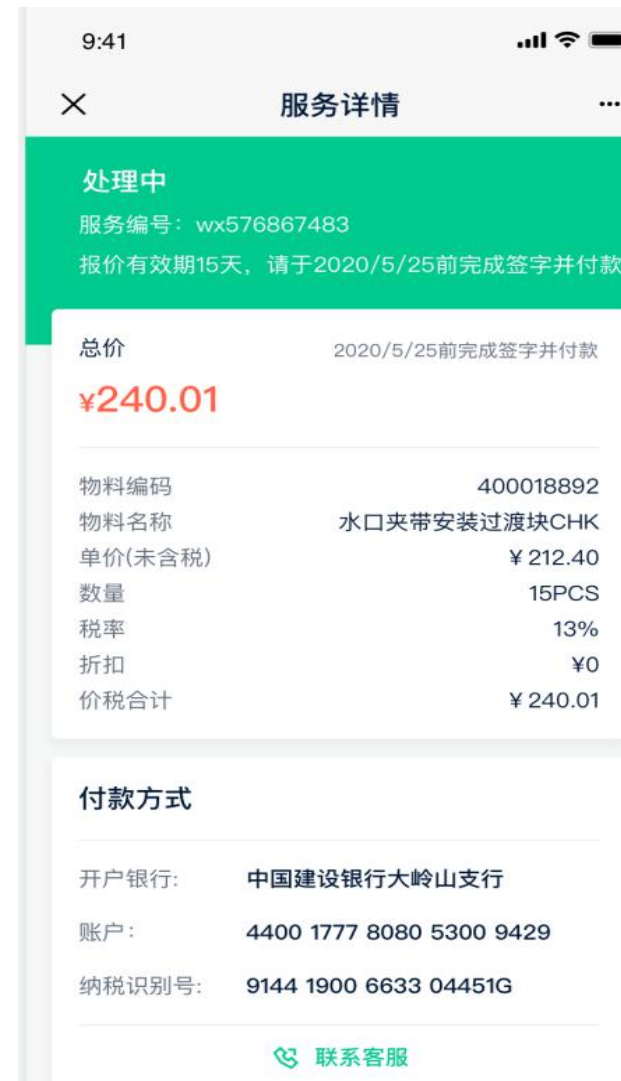 9:41
服务详情
处理中
服务编号：wx576867483
报价有效期15天，请于2020/5/25前完成签字并付款
总价 2020/5/25前完成签字并付款
¥240.01
物料编码 400018892
物料名称 水口夹带安装过渡块CHK
单价(未含税) ¥ 212.40
数量 15PCS
税率 13%
折扣 ¥0
价税合计 ¥ 240.01
付款方式
开户银行: 中国建设银行大岭山支行
账户: 4400 1777 8080 5300 9429
纳税识别号: 9144 1900 6633 04451G
联系客服